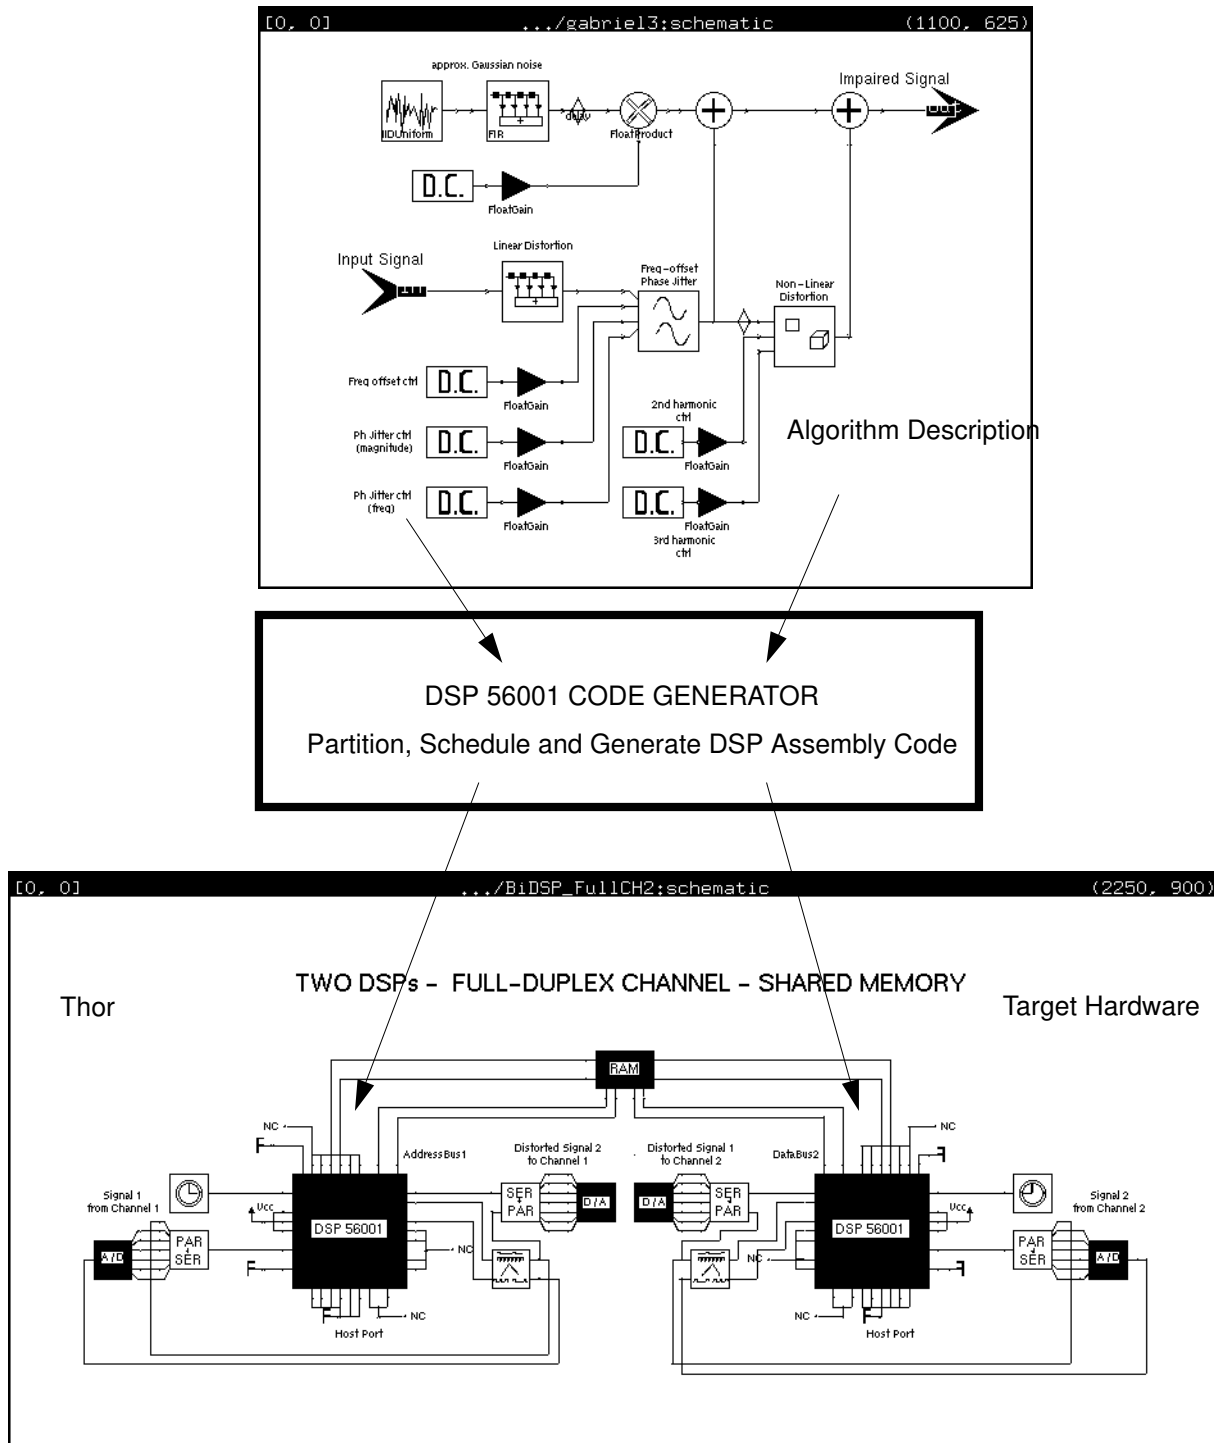 [0, 0] .../gabriel3:schematic (1100, 625)
approx. Gaussian noise
Impaired Signal
IIDUniform
FIR
delay
FloatProduct
D.C.
FloatGain
Linear Distortion
Input Signal
Freq-offset
Phase Jitter
Non-Linear
Distortion
Freq offset ctrl
D.C.
FloatGain
2nd harmonic
ctrl
Algorithm Description
Ph Jitter ctrl
(magnitude)
D.C.
FloatGain
D.C.
FloatGain
Ph Jitter ctrl
(freq)
D.C.
FloatGain
D.C.
FloatGain
3rd harmonic
ctrl
DSP 56001 CODE GENERATOR
Partition, Schedule and Generate DSP Assembly Code
[0, 0] .../BiDSP_FullCH2:schematic (2250, 900)
TWO DSPs - FULL-DUPLEX CHANNEL - SHARED MEMORY
Thor
Target Hardware
RAM
NC
AddressBus1
Distorted Signal 2
to Channel 1
Distorted Signal 1
to Channel 2
DataBus2
NC
Signal 1
from Channel 1
Vcc
DSP 56001
SER
PAR
D/A
D/A
SER
PAR
DSP 56001
Vcc
Signal 2
from Channel 2
A/D
PAR
SER
NC
NC
PAR
SER
A/D
NC
Host Port
NC
Host Port